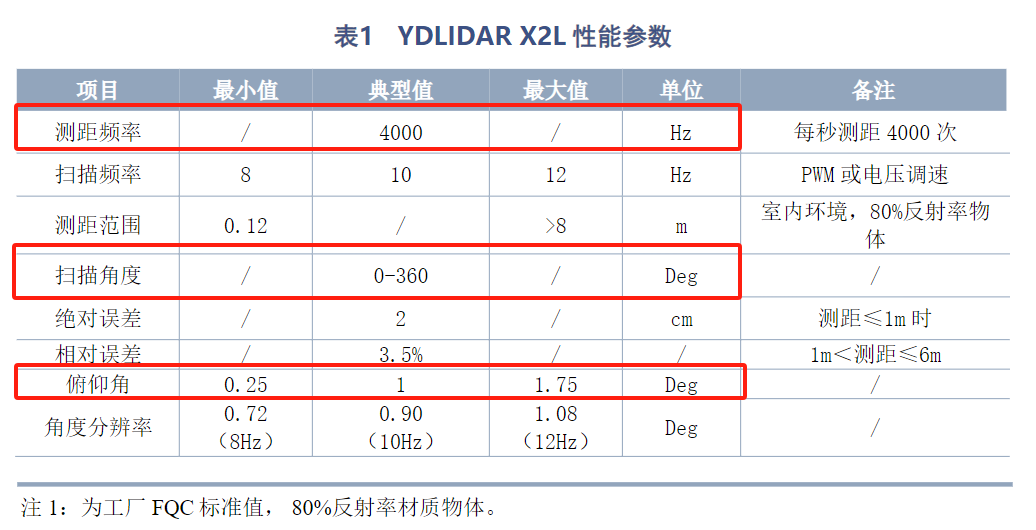 表1 YDLIDAR X2L 性能参数
项目 最小值 典型值 最大值 单位 备注
测距频率 / 4000 / Hz 每秒测距 4000 次
扫描频率 8 10 12 Hz PWM 或电压调速
测距范围 0.12 / >8 m 室内环境，80%反射率物
体
扫描角度 / 0-360 / Deg /
绝对误差 / 2 / cm 测距≤1m 时
相对误差 / 3.5% / / 1m＜测距≤6m
俯仰角 0.25 1 1.75 Deg /
角度分辨率 0.72 0.90 1.08 Deg /
（8Hz） （10Hz） （12Hz）
注 1：为工厂 FQC 标准值， 80%反射率材质物体。